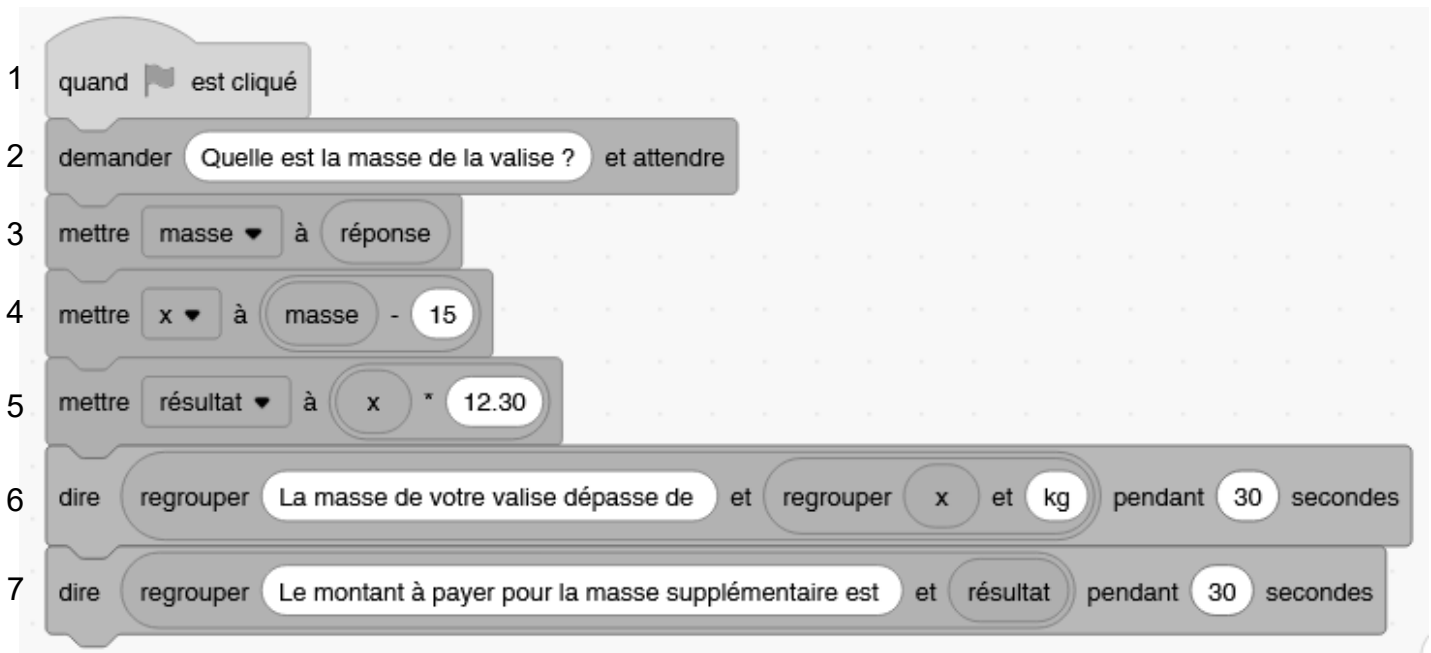 1 quand est cliqué
2 demander Quelle est la masse de la valise ? et attendre
3 mettre masse à réponse
4 mettre x à masse - 15
5 mettre résultat à x * 12.30
6 dire regrouper La masse de votre valise dépasse de et regrouper x et kg pendant 30 secondes
7 dire regrouper Le montant à payer pour la masse supplémentaire est et résultat pendant 30 secondes